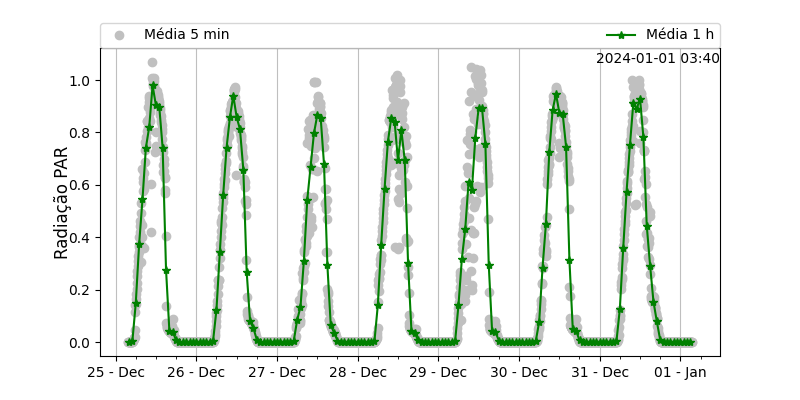 Média 5 min
Média 1 h
2024-01-01 03:40
Radiação PAR
1.0
0.8
0.6
0.4
0.2
0.0
25 - Dec
26 - Dec
27 - Dec
28 - Dec
29 - Dec
30 - Dec
31 - Dec
01 - Jan